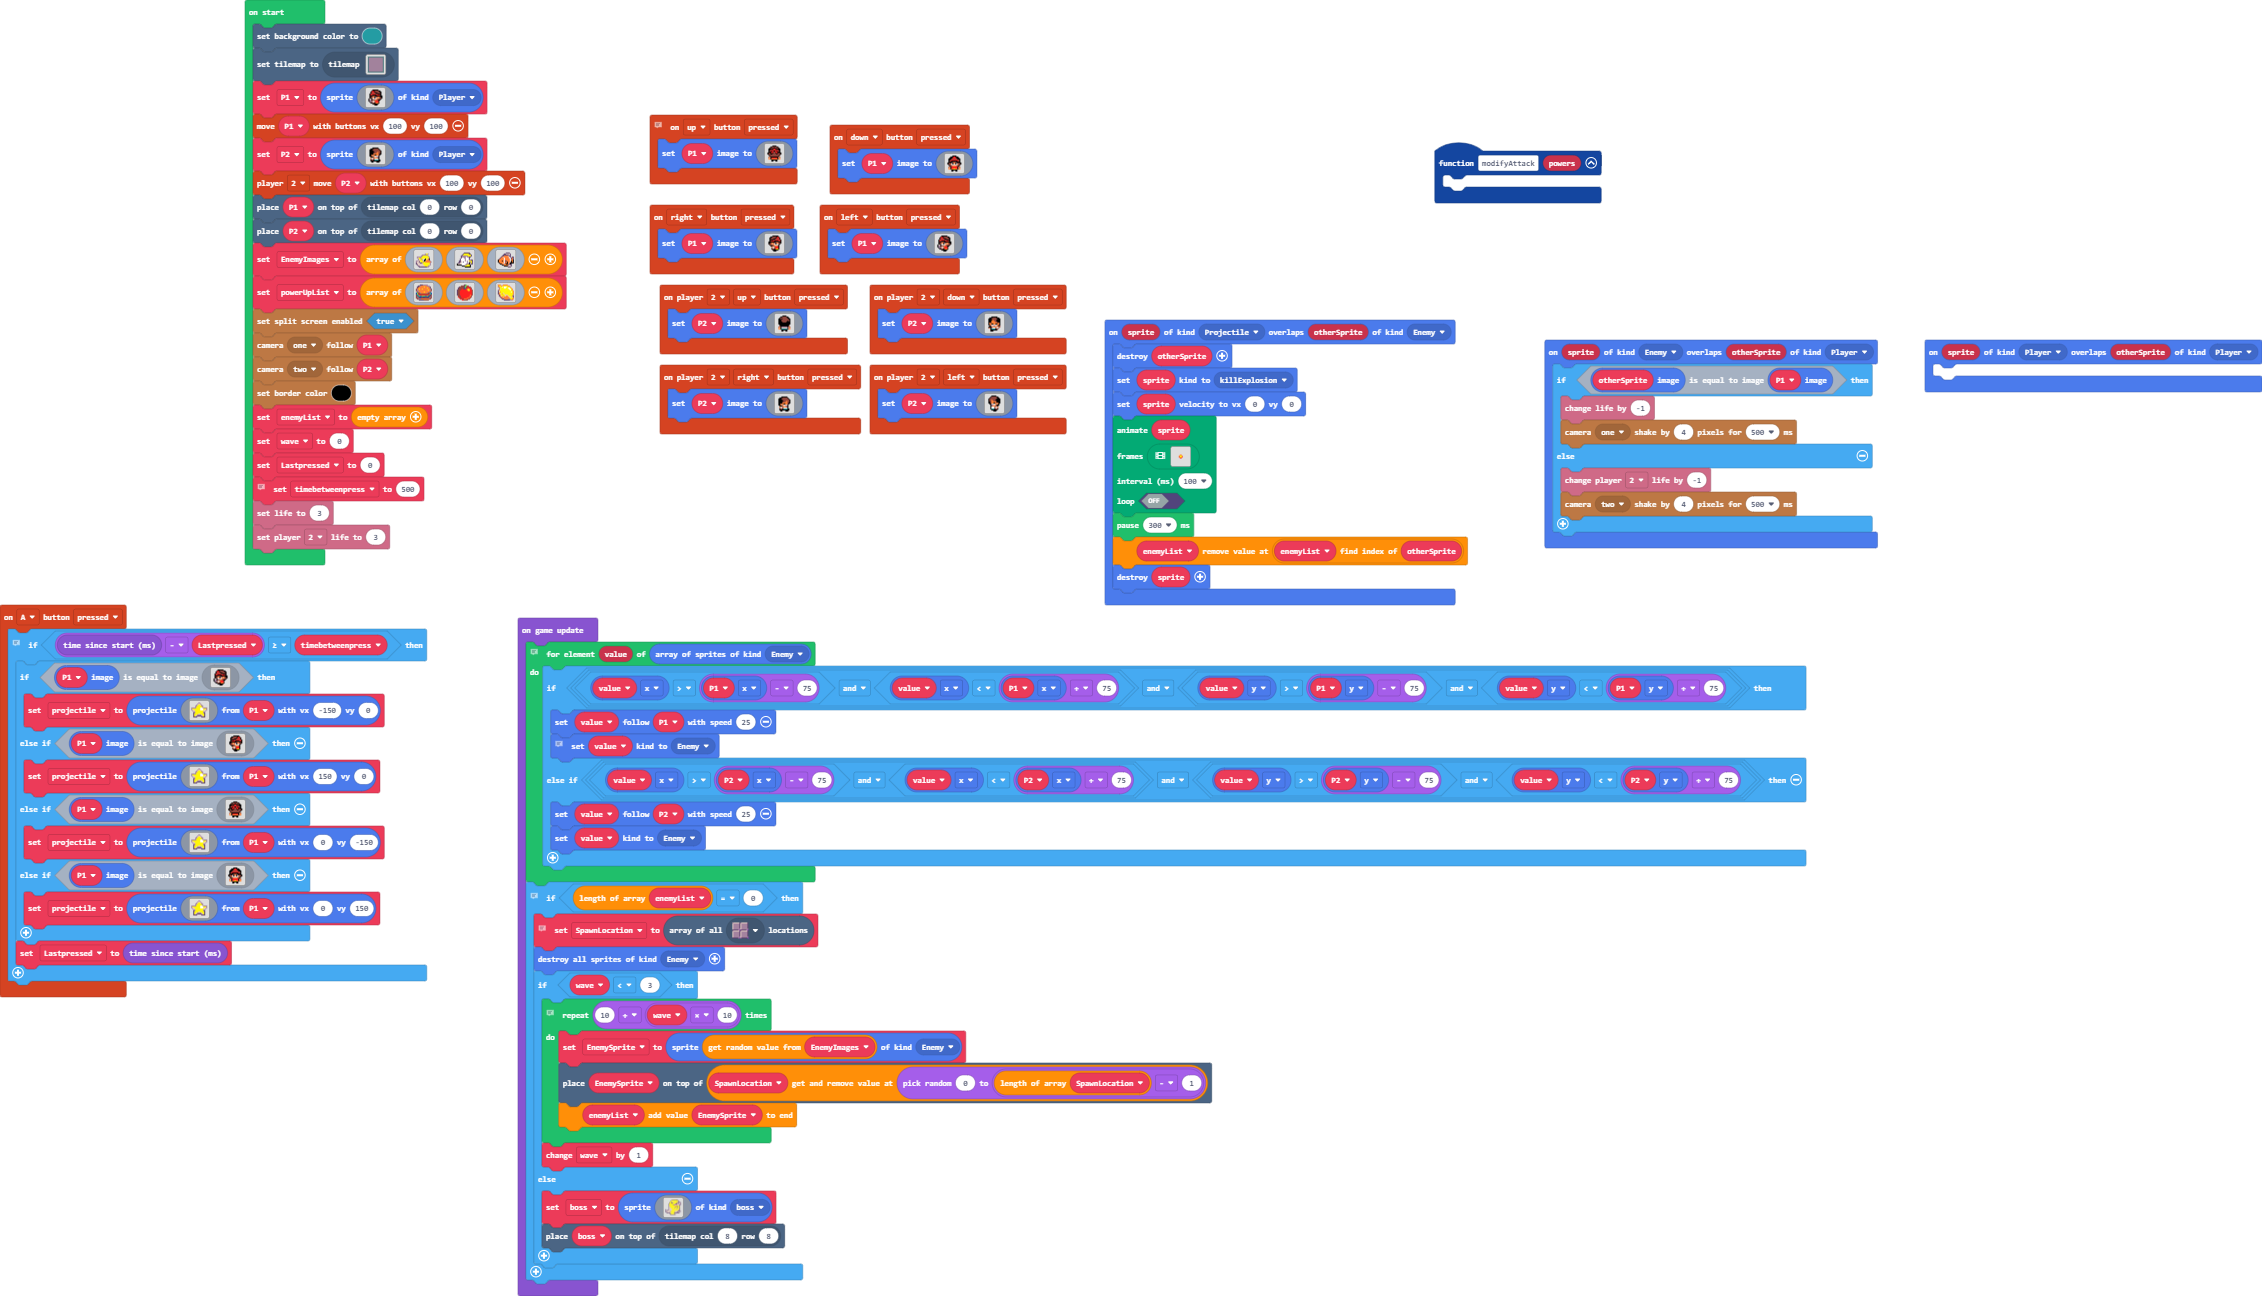 on start
set background color to
set tilemap to tilemap
set P1 to sprite of kind Player
move P1 with buttons vx 100 vy 100
set P2 to sprite of kind Player
player 2 move P2 with buttons vx 100 vy 100
place P1 on top of tilemap col 0 row 0
place P2 on top of tilemap col 0 row 0
set EnemyImages to array of
set powerUpList to array of
set split screen enabled true
camera one follow P1
camera two follow P2
set border color
set enemyList to empty array
set wave to 0
set Lastpressed to 0
set timebetweenpress to 500
set life to 3
set player 2 life to 3
on up button pressed
set P1 image to
on down button pressed
set P1 image to
on right button pressed
set P1 image to
on left button pressed
set P1 image to
on player 2 up button pressed
set P2 image to
on player 2 down button pressed
set P2 image to
on player 2 right button pressed
set P2 image to
on player 2 left button pressed
set P2 image to
function modifyAttack powers
on sprite of kind Projectile overlaps otherSprite of kind Enemy
destroy otherSprite
set sprite kind to killExplosion
set sprite velocity to vx 0 vy 0
animate sprite
frames
interval (ms) 100
loop OFF
pause 300 ms
enemyList remove value at enemyList find index of otherSprite
destroy sprite
on sprite of kind Enemy overlaps otherSprite of kind Player
if otherSprite image is equal to image P1 image then
change life by -1
camera one shake by 4 pixels for 500 ms
else
change player 2 life by -1
camera two shake by 4 pixels for 500 ms
on sprite of kind Player overlaps otherSprite of kind Player
on A button pressed
if time since start (ms) - Lastpressed ≥ timebetweenpress then
if P1 image is equal to image then
set projectile to projectile from P1 with vx -150 vy 0
else if P1 image is equal to image then
set projectile to projectile from P1 with vx 150 vy 0
else if P1 image is equal to image then
set projectile to projectile from P1 with vx 0 vy -150
else if P1 image is equal to image then
set projectile to projectile from P1 with vx 0 vy 150
set Lastpressed to time since start (ms)
on game update
for element value of array of sprites of kind Enemy
do
if value x > P1 x - 75 and value x < P1 x + 75 and value y > P1 y - 75 and value y < P1 y + 75 then
set value follow P1 with speed 25
set value kind to Enemy
else if value x > P2 x - 75 and value x < P2 x + 75 and value y > P2 y - 75 and value y < P2 y + 75 then
set value follow P2 with speed 25
set value kind to Enemy
if length of array enemyList = 0 then
set SpawnLocation to array of all locations
destroy all sprites of kind Enemy
if wave < 3 then
repeat 10 + wave × 10 times
do
set EnemySprite to sprite get random value from EnemyImages of kind Enemy
place EnemySprite on top of SpawnLocation get and remove value at pick random 0 to length of array SpawnLocation - 1
enemyList add value EnemySprite to end
change wave by 1
else
set boss to sprite of kind boss
place boss on top of tilemap col 8 row 8